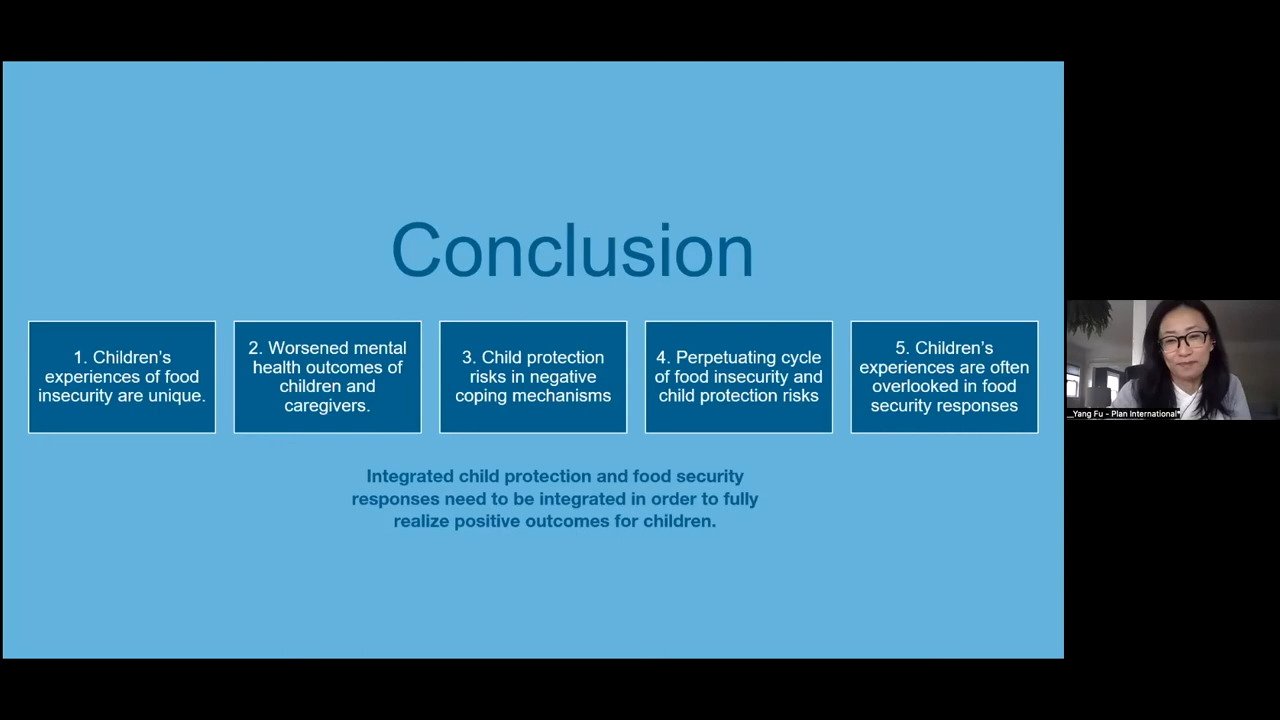 Conclusion
1. Children's
experiences of food
insecurity are unique.
2. Worsened mental
health outcomes of
children and
caregivers.
3. Child protection
risks in negative
coping mechanisms
4. Perpetuating cycle
of food insecurity and
child protection risks
5. Children's
experiences are often
overlooked in food
security responses
Integrated child protection and food security
responses need to be integrated in order to fully
realize positive outcomes for children.
__Yang Fu - Plan International*